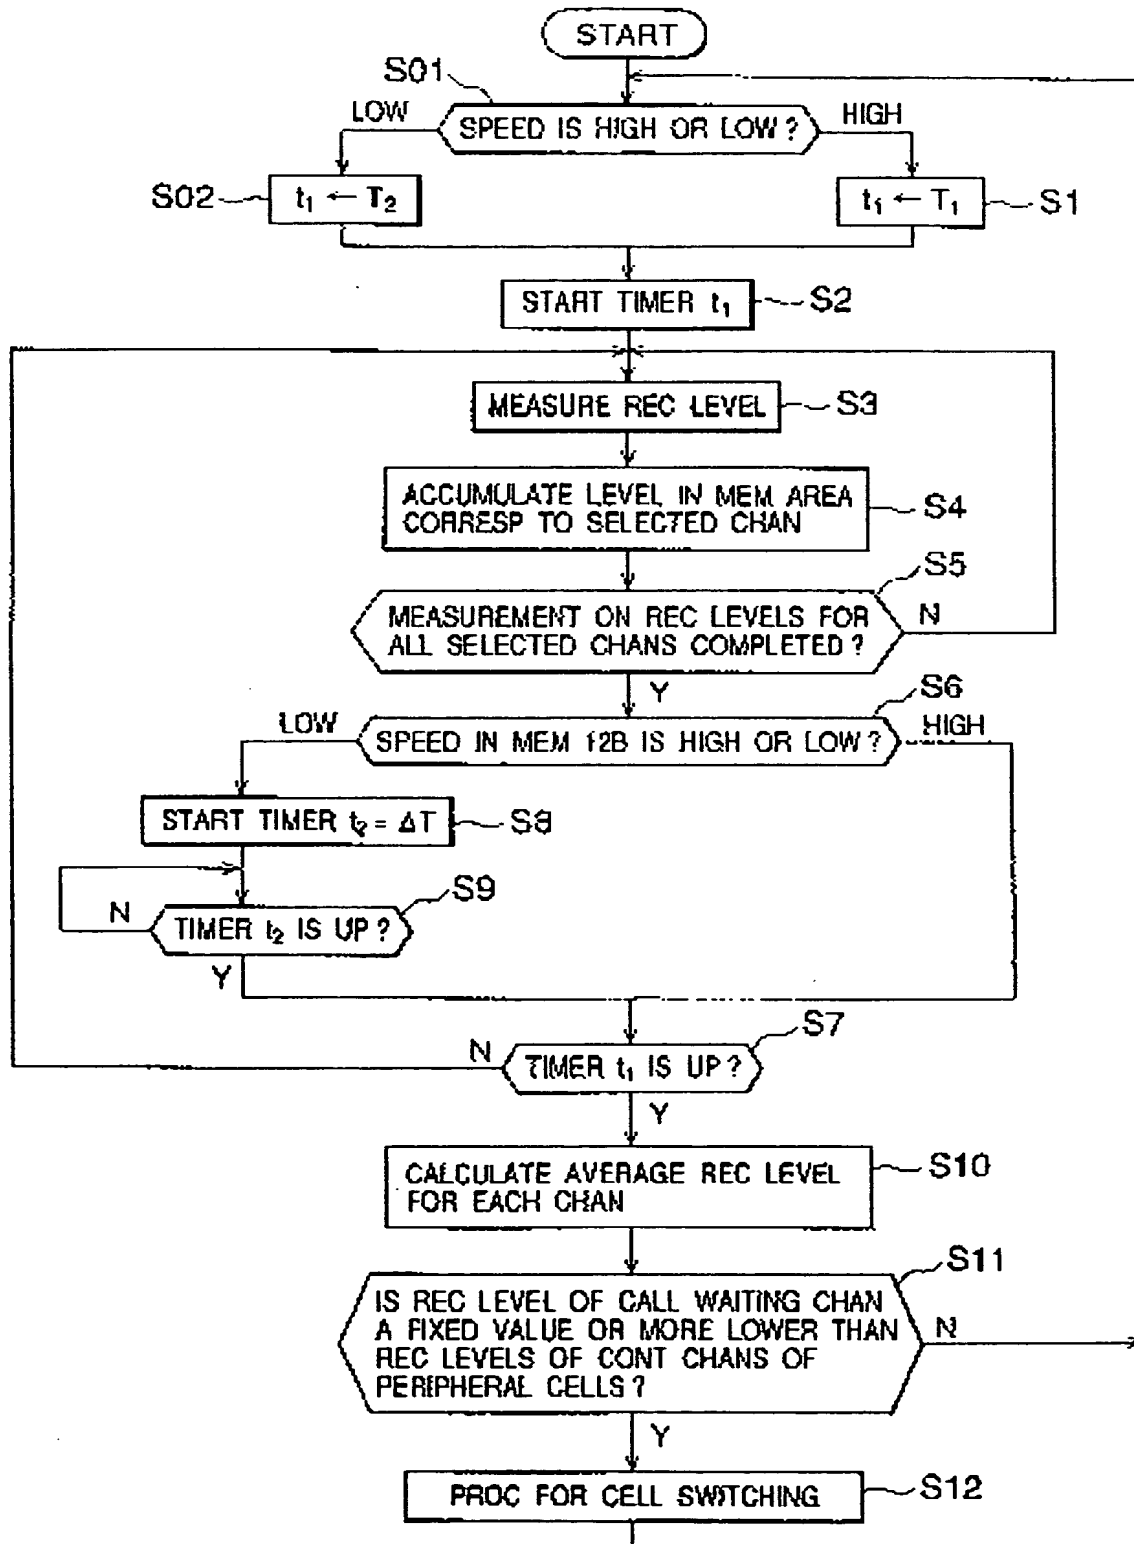 START
S01
LOW
SPEED IS HIGH OR LOW?
HIGH
S02
t₁ ← T₂
t₁ ← T₁
S1
START TIMER t₁
S2
MEASURE REC LEVEL
S3
ACCUMULATE LEVEL IN MEM AREA
CORRESP TO SELECTED CHAN
S4
S5
MEASUREMENT ON REC LEVELS FOR
ALL SELECTED CHANS COMPLETED?
N
Y
S6
LOW
SPEED IN MEM 12B IS HIGH OR LOW?
HIGH
START TIMER t₂ = ΔT
S8
S9
N
TIMER t₂ IS UP?
Y
S7
N
TIMER t₁ IS UP?
Y
CALCULATE AVERAGE REC LEVEL
FOR EACH CHAN
S10
S11
IS REC LEVEL OF CALL WAITING CHAN
A FIXED VALUE OR MORE LOWER THAN
REC LEVELS OF CONT CHANS OF
PERIPHERAL CELLS?
N
Y
PROC FOR CELL SWITCHING
S12